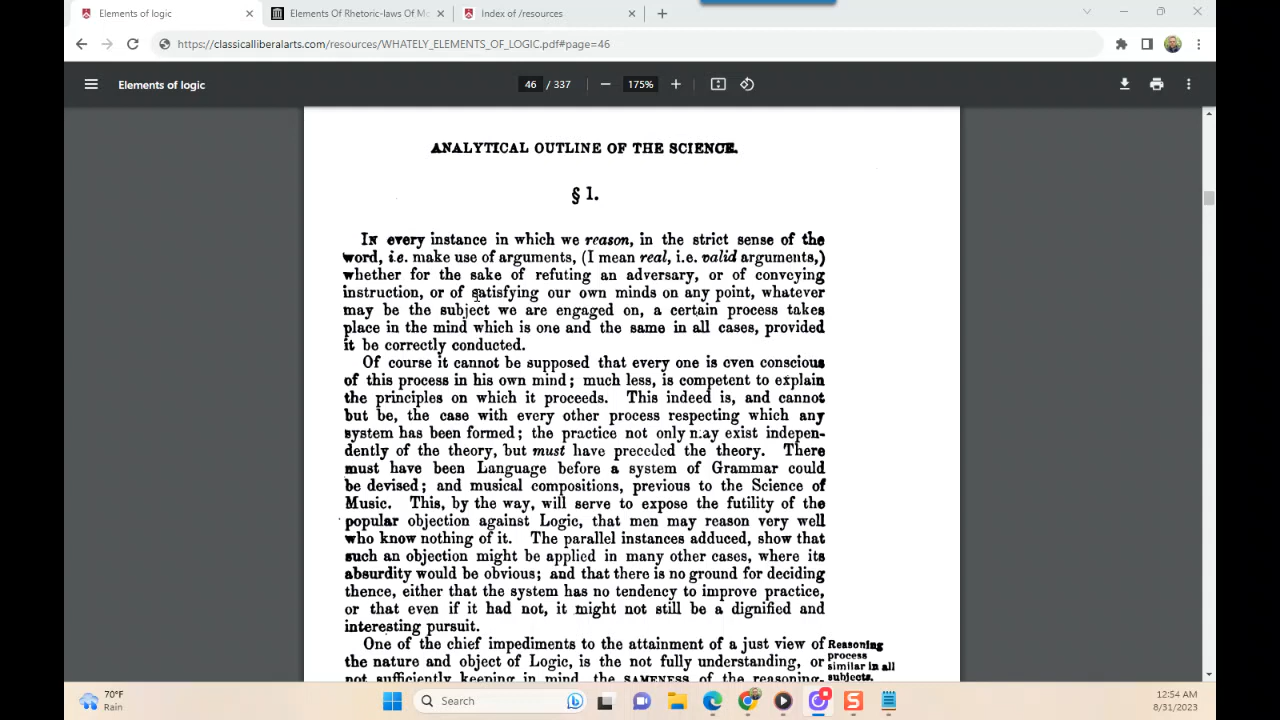 Elements of logic
Elements Of Rhetoric-laws Of Mo
Index of /resources
https://classicalliberalarts.com/resources/WHATELY_ELEMENTS_OF_LOGIC.pdf#page=46
Elements of logic
46 / 337
175%
ANALYTICAL OUTLINE OF THE SCIENCE.
§ 1.
In every instance in which we reason, in the strict sense of the
word, i.e. make use of arguments, (I mean real, i.e. valid arguments,)
whether for the sake of refuting an adversary, or of conveying
instruction, or of satisfying our own minds on any point, whatever
may be the subject we are engaged on, a certain process takes
place in the mind which is one and the same in all cases, provided
it be correctly conducted.
Of course it cannot be supposed that every one is even conscious
of this process in his own mind; much less, is competent to explain
the principles on which it proceeds. This indeed is, and cannot
but be, the case with every other process respecting which any
system has been formed; the practice not only may exist indepen-
dently of the theory, but must have preceded the theory. There
must have been Language before a system of Grammar could
be devised; and musical compositions, previous to the Science of
Music. This, by the way, will serve to expose the futility of the
popular objection against Logic, that men may reason very well
who know nothing of it. The parallel instances adduced, show that
such an objection might be applied in many other cases, where its
absurdity would be obvious; and that there is no ground for deciding
thence, either that the system has no tendency to improve practice,
or that even if it had not, it might not still be a dignified and
interesting pursuit.
One of the chief impediments to the attainment of a just view of
the nature and object of Logic, is the not fully understanding, or
not sufficiently keeping in mind, the SAMENESS of the reasoning-
Reasoning
process
similar in all
subjects.
70°F
Rain
Search
12:54 AM
8/31/2023